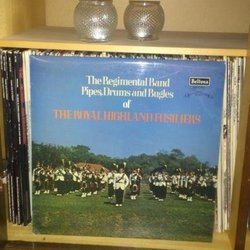 Beltona
The Regimental Band
Pipes, Drums and Bugles
of
THE ROYAL HIGHLAND FUSILIERS